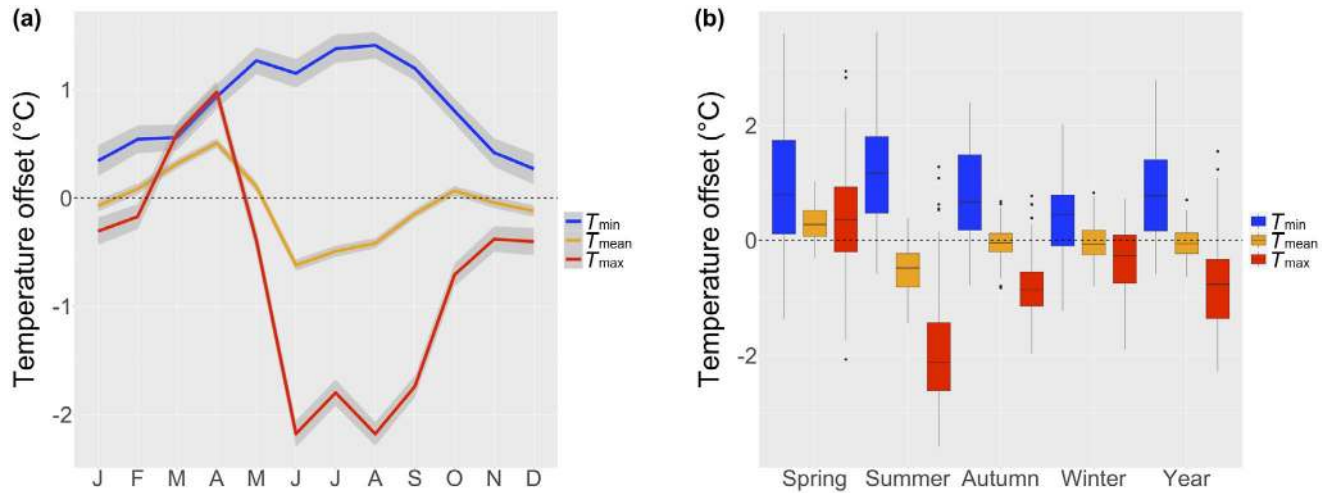 (a)
Temperature offset (°C)
1
0
-1
-2
J F M A M J J A S O N D
Tmin
Tmean
Tmax
(b)
Temperature offset (°C)
2
0
-2
Spring Summer Autumn Winter Year
Tmin
Tmean
Tmax